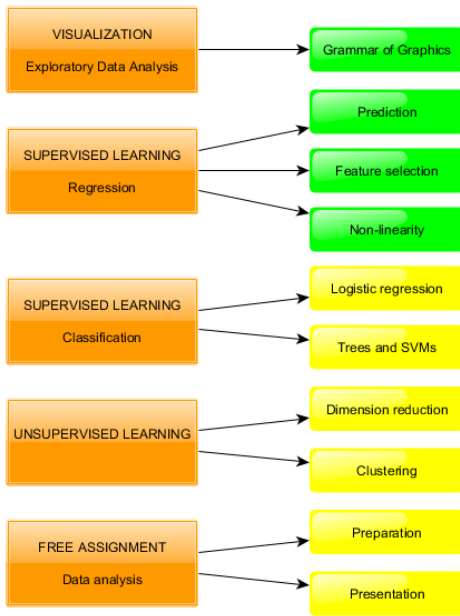 VISUALIZATION
Exploratory Data Analysis
Grammar of Graphics
SUPERVISED LEARNING
Regression
Prediction
Feature selection
Non-linearity
SUPERVISED LEARNING
Classification
Logistic regression
Trees and SVMs
UNSUPERVISED LEARNING
Dimension reduction
Clustering
FREE ASSIGNMENT
Data analysis
Preparation
Presentation